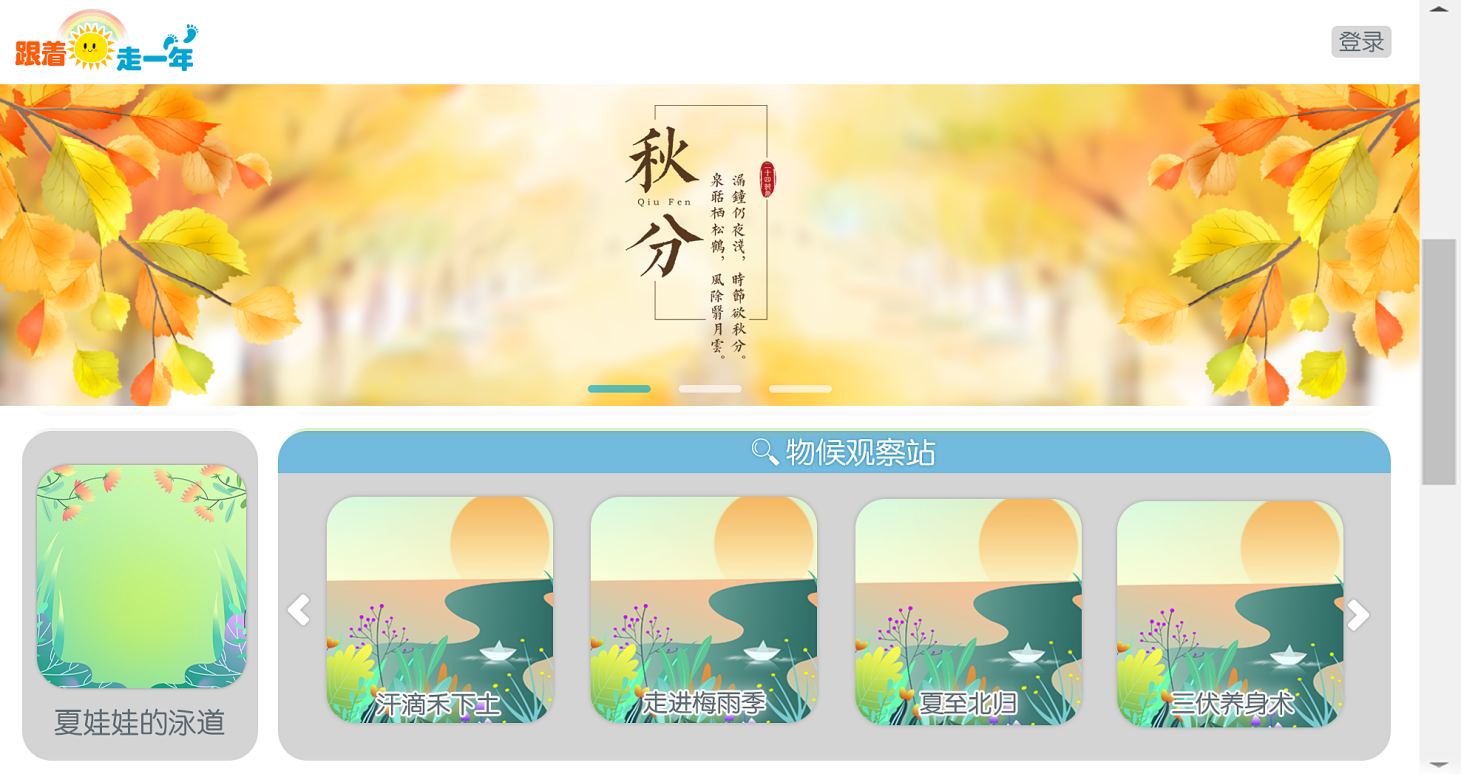 跟着 走一年
登录
秋分
Qiu Fen
漏鐘仍夜淺，時節欲秋分。
泉聒栖松鶴，風除翳月雲。
物候观察站
汗滴禾下土
走进梅雨季
夏至北归
三伏养身术
夏娃娃的泳道